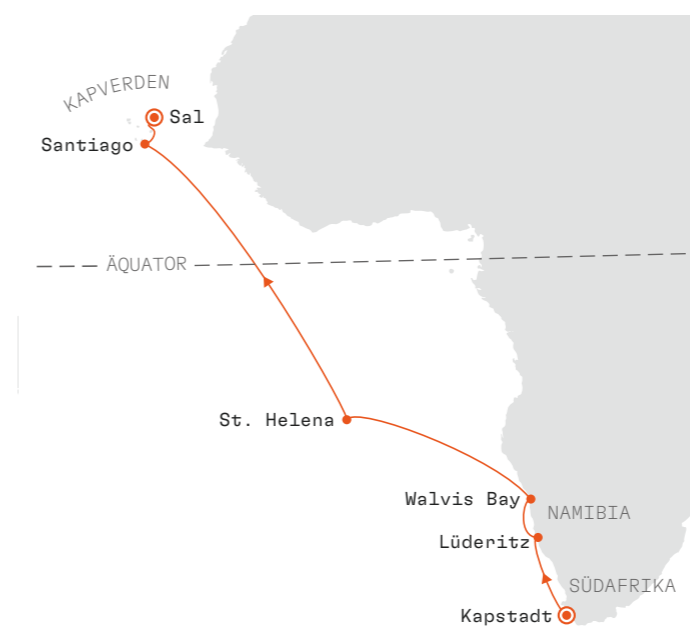 KAPVERDEN
Sal
Santiago
ÄQUATOR
St. Helena
Walvis Bay
NAMIBIA
Lüderitz
SÜDAFRIKA
Kapstadt